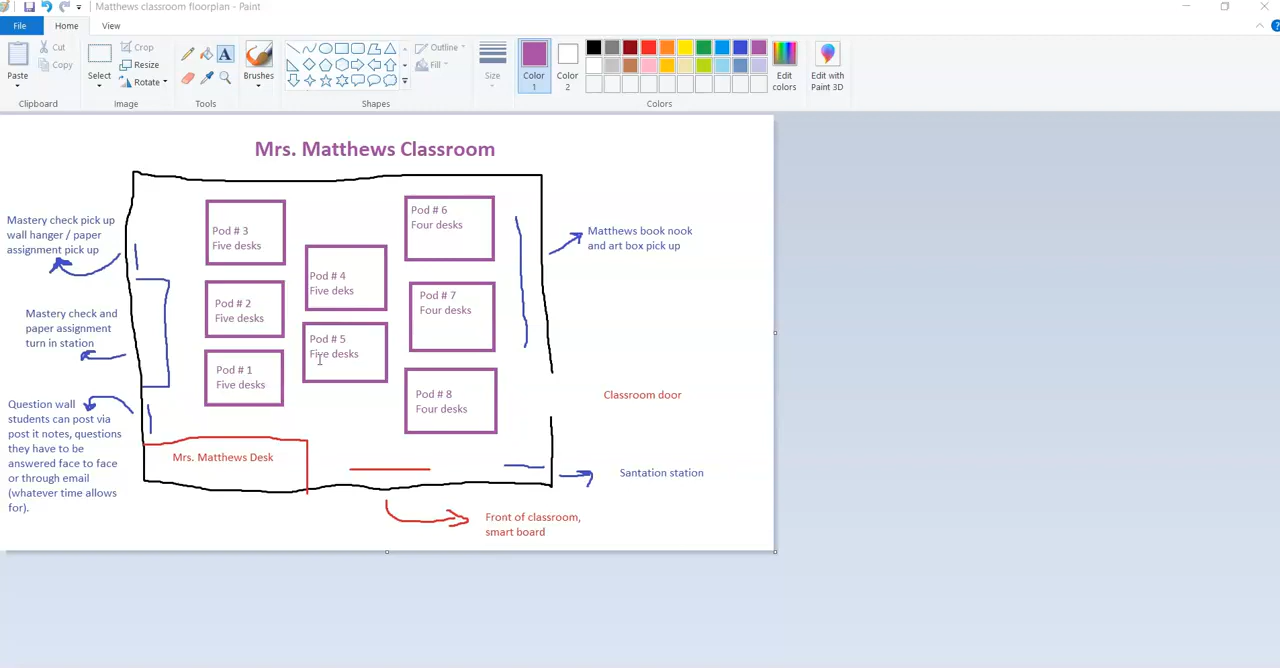 Matthews classroom floorplan - Paint
File
Home
View
Paste
Cut
Copy
Clipboard
Select
Crop
Resize
Rotate
Image
A
Tools
Brushes
Shapes
Outline
Fill
Size
Color
1
Color
2
Colors
Edit
colors
Edit with
Paint 3D
Mrs. Matthews Classroom
Mastery check pick up
wall hanger / paper
assignment pick up
Mastery check and
paper assignment
turn in station
Question wall
students can post via
post it notes, questions
they have to be
answered face to face
or through email
(whatever time allows
for).
Pod # 3
Five desks
Pod # 2
Five desks
Pod # 1
Five desks
Pod # 4
Five deks
Pod # 5
Five desks
Pod # 6
Four desks
Pod # 7
Four desks
Pod # 8
Four desks
Mrs. Matthews Desk
Matthews book nook
and art box pick up
Classroom door
Santation station
Front of classroom,
smart board